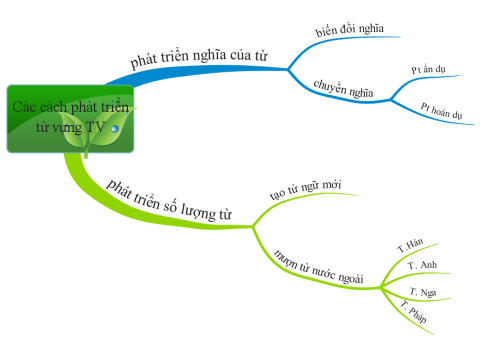 Các cách phát triển
từ vựng TV
phát triển nghĩa của từ
biến đổi nghĩa
chuyển nghĩa
Pt ẩn dụ
Pt hoán dụ
phát triển số lượng từ
tạo từ ngữ mới
mượn từ nước ngoài
T.Hán
T. Anh
T. Nga
T. Pháp